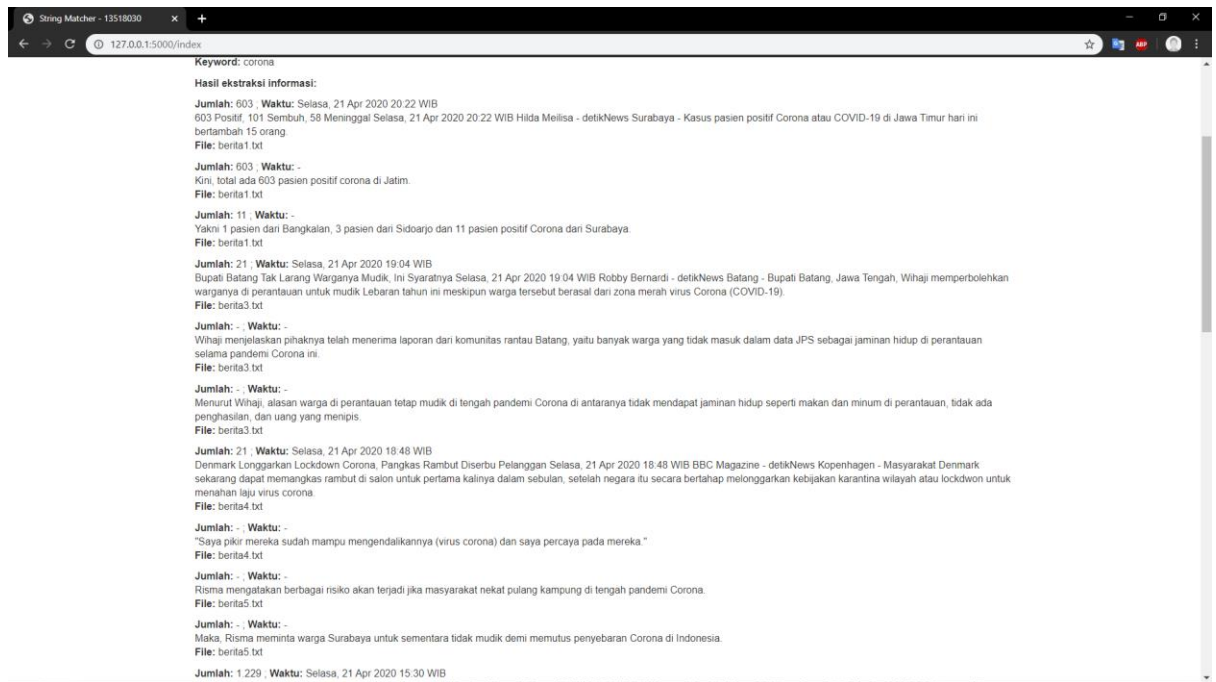 String Matcher - 13518030
127.0.0.1:5000/index
ABP
Keyword: corona
Hasil ekstraksi informasi:
Jumlah: 603 ; Waktu: Selasa, 21 Apr 2020 20:22 WIB
603 Positif, 101 Sembuh, 58 Meninggal Selasa, 21 Apr 2020 20:22 WIB Hilda Meilisa - detikNews Surabaya - Kasus pasien positif Corona atau COVID-19 di Jawa Timur hari ini
bertambah 15 orang.
File: berita1.txt
Jumlah: 603 ; Waktu: -
Kini, total ada 603 pasien positif corona di Jatim.
File: berita1.txt
Jumlah: 11 ; Waktu: -
Yakni 1 pasien dari Bangkalan, 3 pasien dari Sidoarjo dan 11 pasien positif Corona dari Surabaya.
File: berita1.txt
Jumlah: 21 ; Waktu: Selasa, 21 Apr 2020 19:04 WIB
Bupati Batang Tak Larang Warganya Mudik, Ini Syaratnya Selasa, 21 Apr 2020 19:04 WIB Robby Bernardi - detikNews Batang - Bupati Batang, Jawa Tengah, Wihaji memperbolehkan
warganya di perantauan untuk mudik Lebaran tahun ini meskipun warga tersebut berasal dari zona merah virus Corona (COVID-19).
File: berita3.txt
Jumlah: - ; Waktu: -
Wihaji menjelaskan pihaknya telah menerima laporan dari komunitas rantau Batang, yaitu banyak warga yang tidak masuk dalam data JPS sebagai jaminan hidup di perantauan
selama pandemi Corona ini.
File: berita3.txt
Jumlah: - ; Waktu: -
Menurut Wihaji, alasan warga di perantauan tetap mudik di tengah pandemi Corona di antaranya tidak mendapat jaminan hidup seperti makan dan minum di perantauan, tidak ada
penghasilan, dan uang yang menipis.
File: berita3.txt
Jumlah: 21 ; Waktu: Selasa, 21 Apr 2020 18:48 WIB
Denmark Longgarkan Lockdown Corona, Pangkas Rambut Diserbu Pelanggan Selasa, 21 Apr 2020 18:48 WIB BBC Magazine - detikNews Kopenhagen - Masyarakat Denmark
sekarang dapat memangkas rambut di salon untuk pertama kalinya dalam sebulan, setelah negara itu secara bertahap melonggarkan kebijakan karantina wilayah atau lockdwon untuk
menahan laju virus corona.
File: berita4.txt
Jumlah: - ; Waktu: -
"Saya pikir mereka sudah mampu mengendalikannya (virus corona) dan saya percaya pada mereka."
File: berita4.txt
Jumlah: - ; Waktu: -
Risma mengatakan berbagai risiko akan terjadi jika masyarakat nekat pulang kampung di tengah pandemi Corona.
File: berita5.txt
Jumlah: - ; Waktu: -
Maka, Risma meminta warga Surabaya untuk sementara tidak mudik demi memutus penyebaran Corona di Indonesia.
File: berita5.txt
Jumlah: 1.229 ; Waktu: Selasa, 21 Apr 2020 15:30 WIB